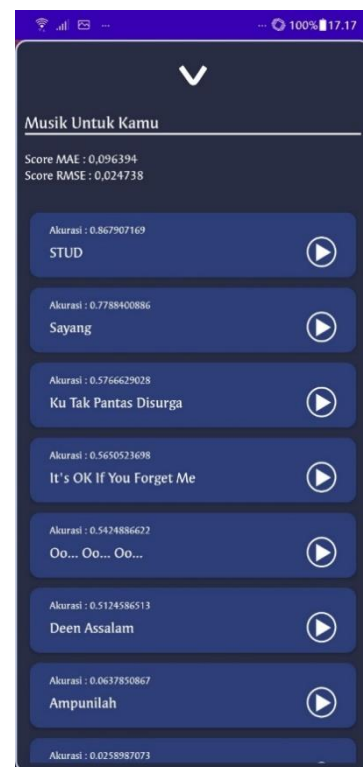 ... 100% 17.17
Musik Untuk Kamu
Score MAE : 0,096394
Score RMSE : 0,024738
Akurasi : 0.867907169
STUD
Akurasi : 0.7788400886
Sayang
Akurasi : 0.5766629028
Ku Tak Pantas Disurga
Akurasi : 0.5650523698
It's OK If You Forget Me
Akurasi : 0.5424886622
Oo... Oo... Oo...
Akurasi : 0.5124586513
Deen Assalam
Akurasi : 0.0637850867
Ampunilah
Akurasi : 0.0258987073